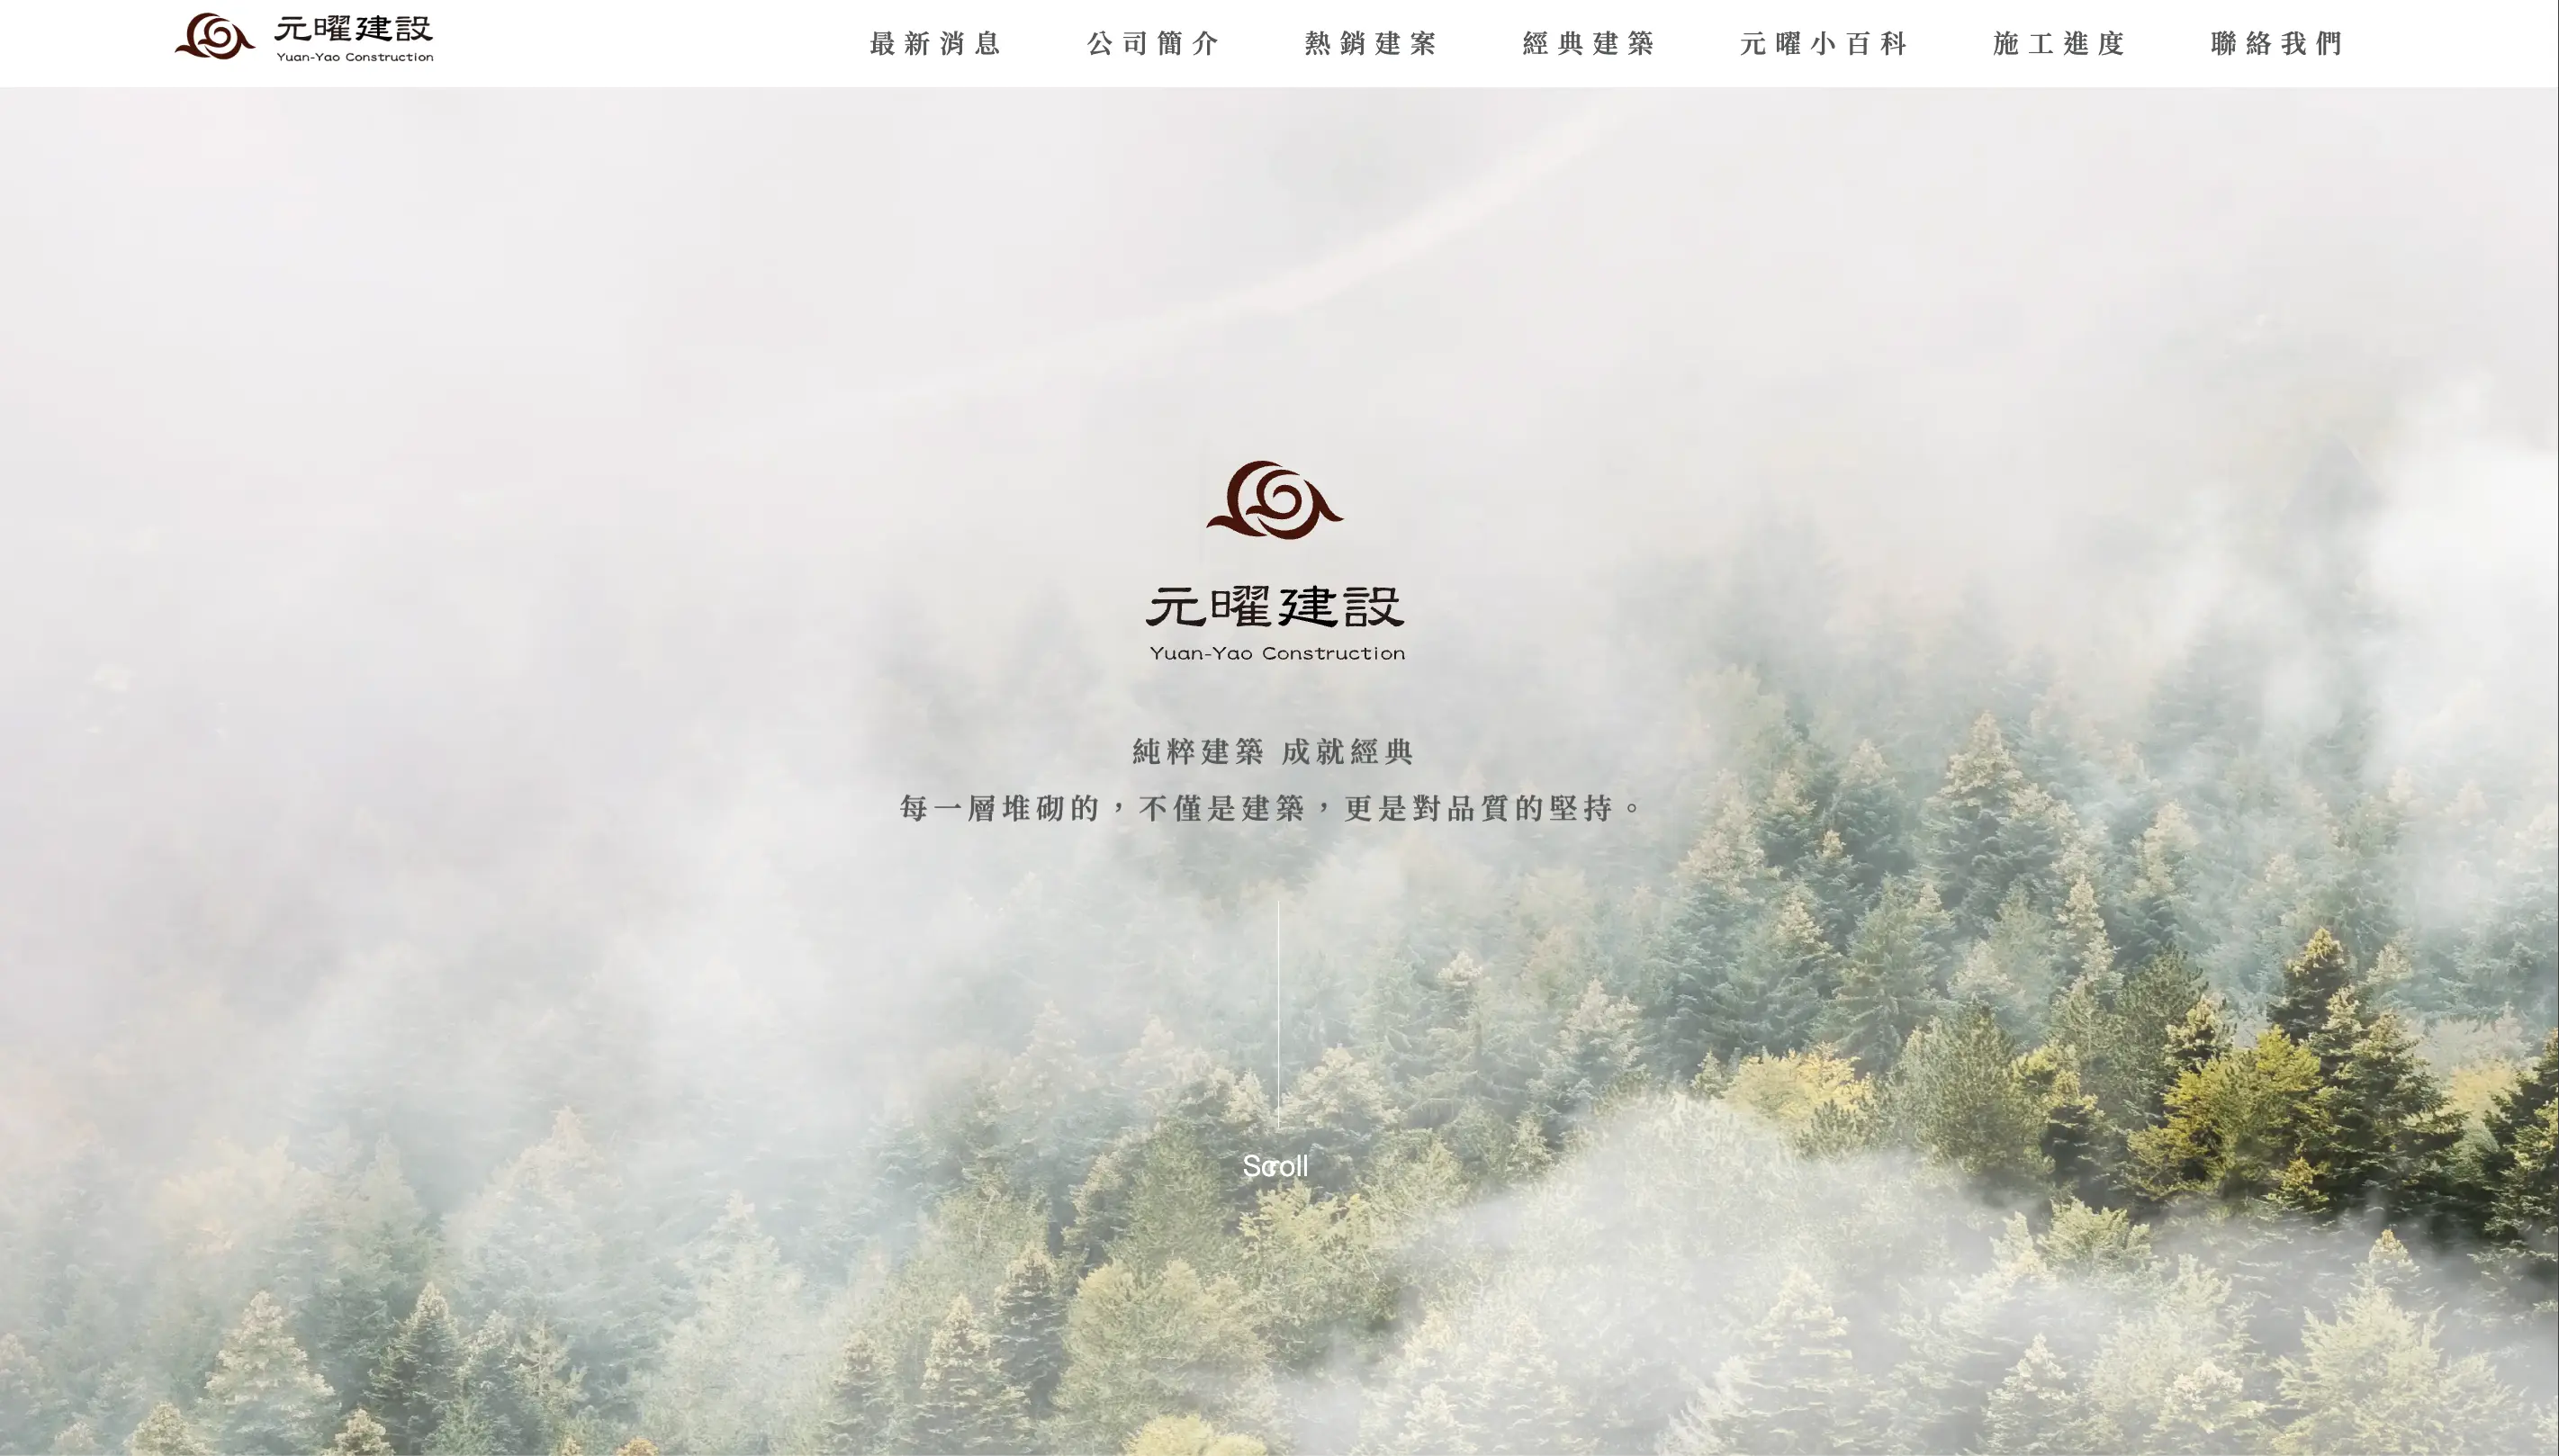 元曜建設
Yuan-Yao Construction
最新消息 公司簡介 熱銷建案 經典建築 元曜小百科 施工進度 聯絡我們
元曜建設
Yuan-Yao Construction
純粹建築 成就經典
每一層堆砌的，不僅是建築，更是對品質的堅持。
Scroll